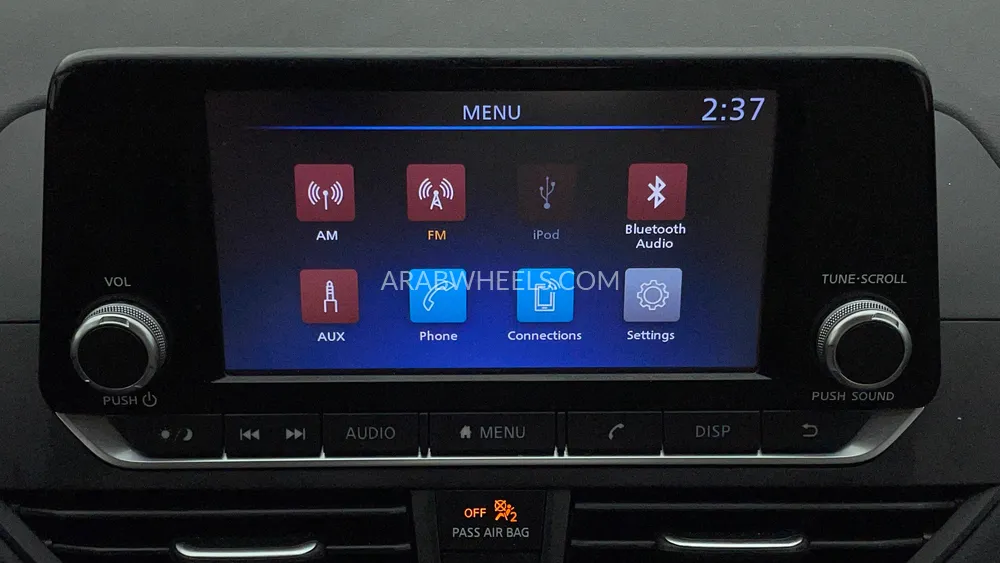 MENU
2:37
AM
FM
iPod
Bluetooth
Audio
ARABWHEELS.COM
AUX
Phone
Connections
Settings
VOL
PUSH
TUNE·SCROLL
PUSH SOUND
AUDIO
MENU
DISP
OFF
2
PASS AIR BAG